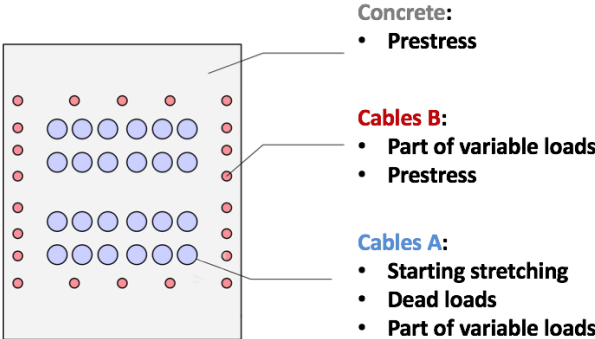 Concrete:
• Prestress
Cables B:
• Part of variable loads
• Prestress
Cables A:
• Starting stretching
• Dead loads
• Part of variable loads